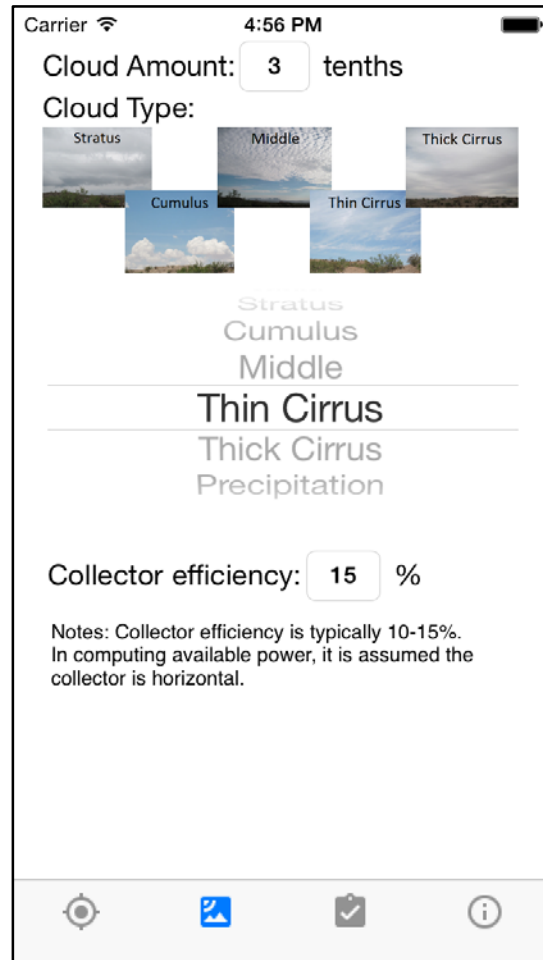 Carrier 4:56 PM
Cloud Amount: 3 tenths
Cloud Type:
Stratus Middle Thick Cirrus
Cumulus Thin Cirrus
Stratus
Cumulus
Middle
Thin Cirrus
Thick Cirrus
Precipitation
Collector efficiency: 15 %
Notes: Collector efficiency is typically 10-15%.
In computing available power, it is assumed the
collector is horizontal.